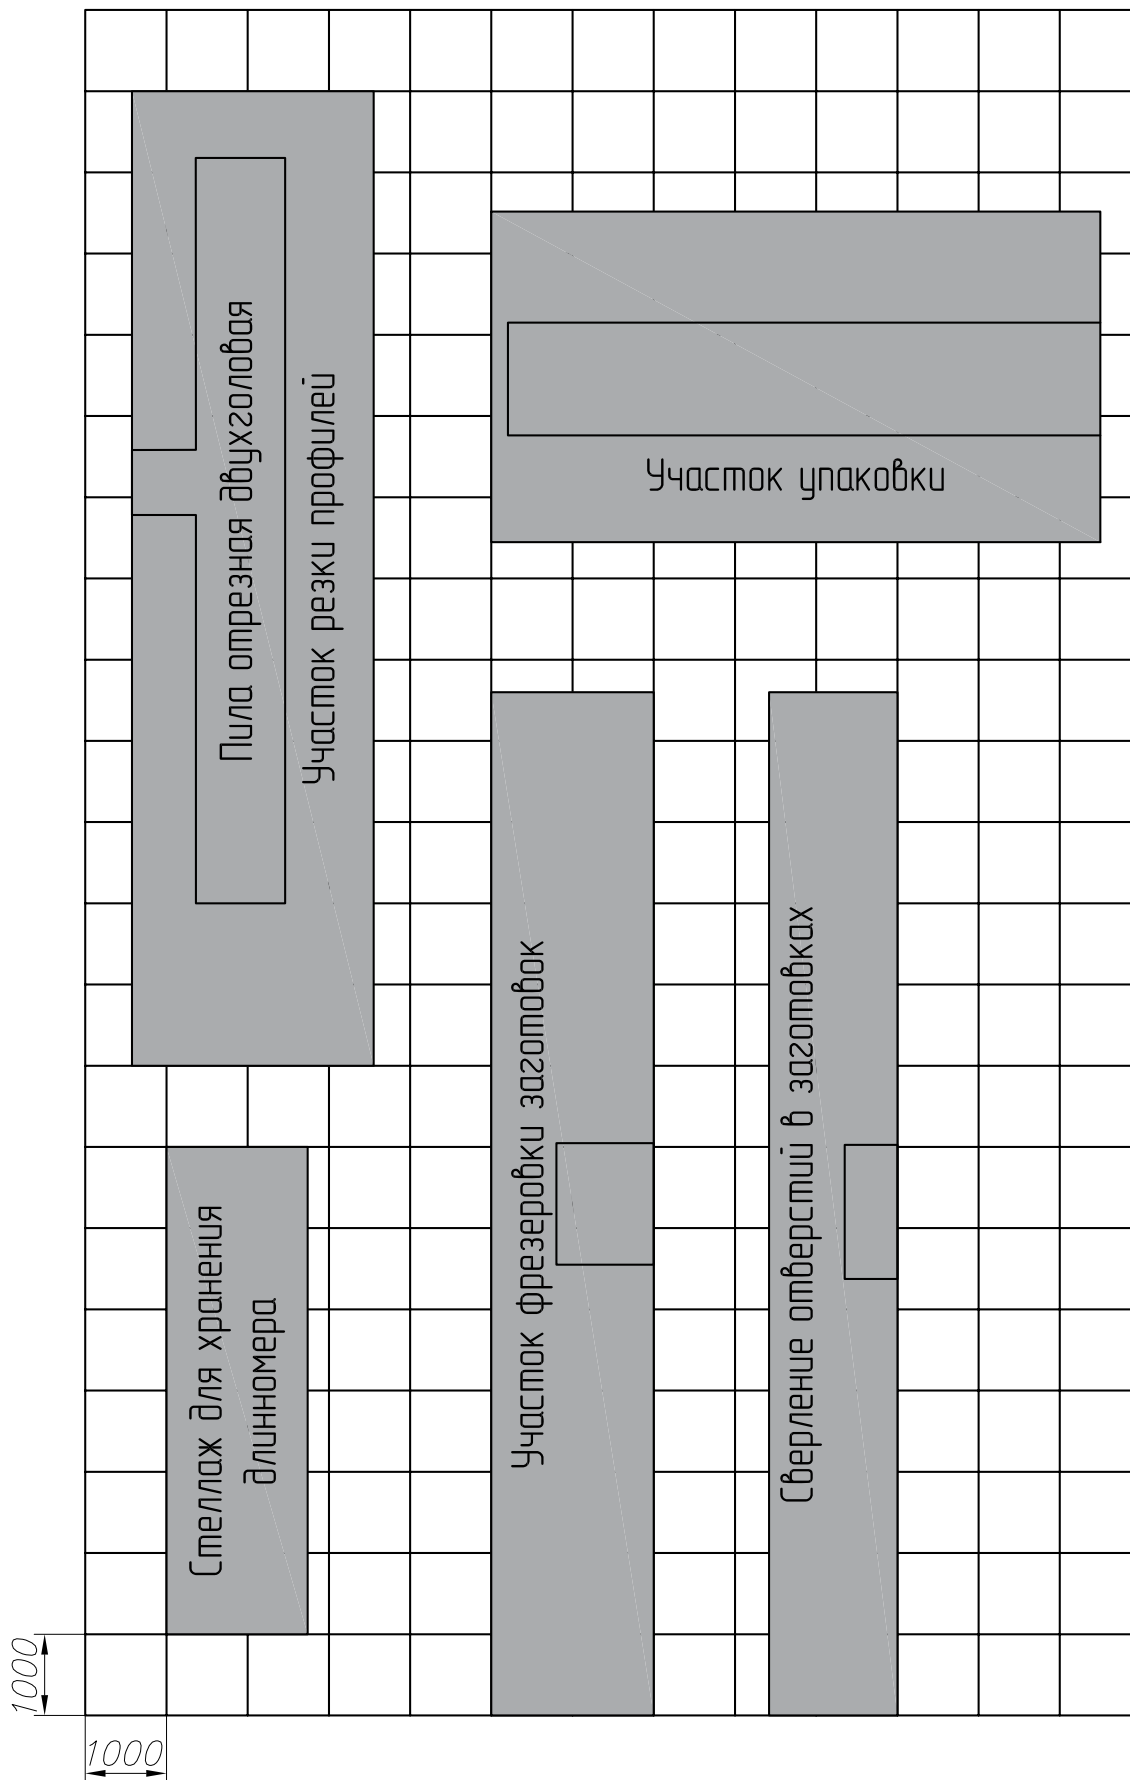 Пила отрезная двухголовая
Участок резки профилей
Участок упаковки
Участок фрезеровки заготовок
Сверление отверстий в заготовках
Стеллаж для хранения
длинномера
1000
1000